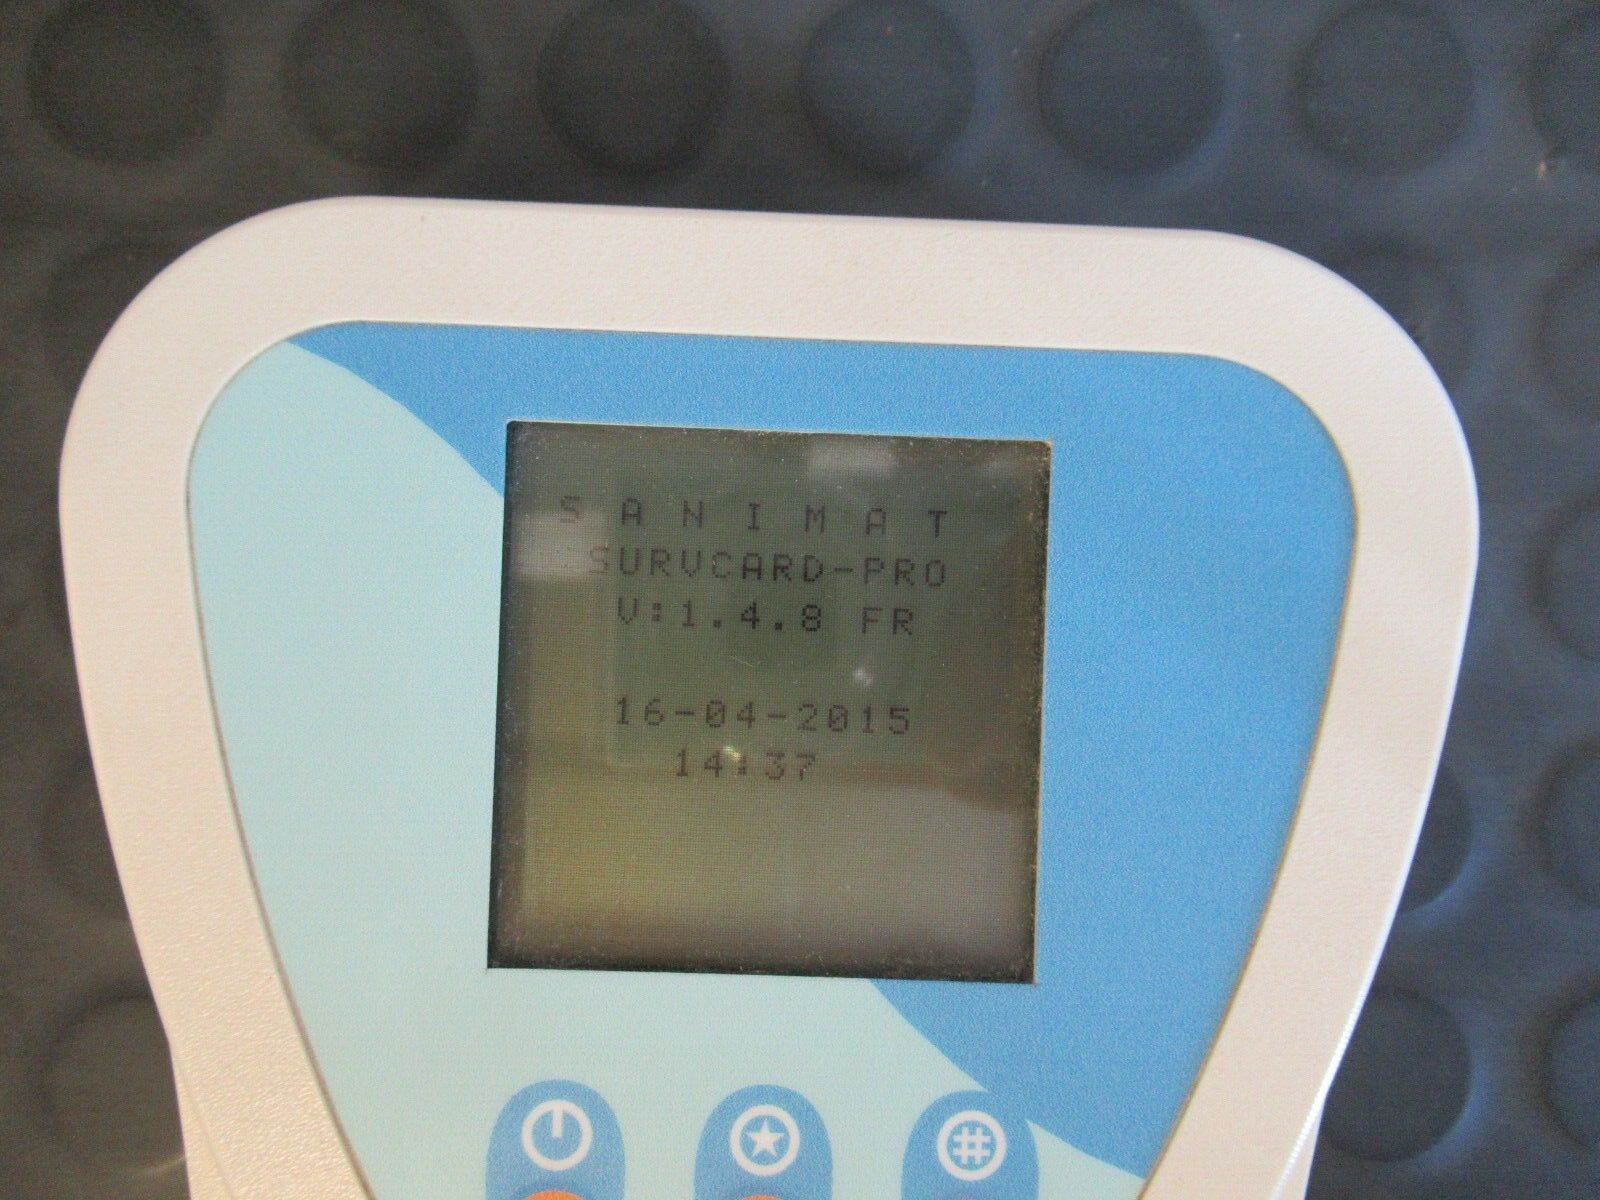 S A N I M A T
SURVCARD-PRO
V:1.4.8 FR
16-04-2015
14:37
#